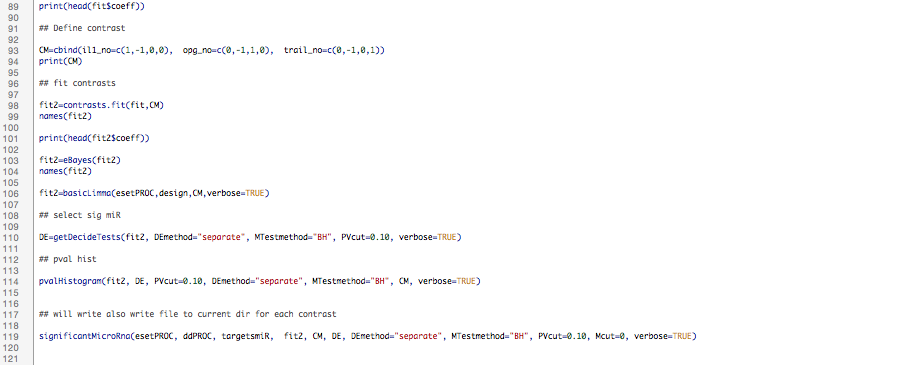 89 print(head(fit$coeff))
90
91 ## Define contrast
92
93 CM=cbind(il1_no=c(1,-1,0,0), opg_no=c(0,-1,1,0), trail_no=c(0,-1,0,1))
94 print(CM)
95
96 ## fit contrasts
97
98 fit2=contrasts.fit(fit,CM)
99 names(fit2)
100
101 print(head(fit2$coeff))
102
103 fit2=eBayes(fit2)
104 names(fit2)
105
106 fit2=basicLimma(esetPROC,design,CM,verbose=TRUE)
107
108 ## select sig miR
109
110 DE=getDecideTests(fit2, DEmethod="separate", MTestmethod="BH", PVcut=0.10, verbose=TRUE)
111
112 ## pval hist
113
114 pvalHistogram(fit2, DE, PVcut=0.10, DEmethod="separate", MTestmethod="BH", CM, verbose=TRUE)
115
116
117 ## will write also write file to current dir for each contrast
118
119 significantMicroRna(esetPROC, ddPROC, targetsmiR, fit2, CM, DE, DEmethod="separate", MTestmethod="BH", PVcut=0.10, Mcut=0, verbose=TRUE)
120
121